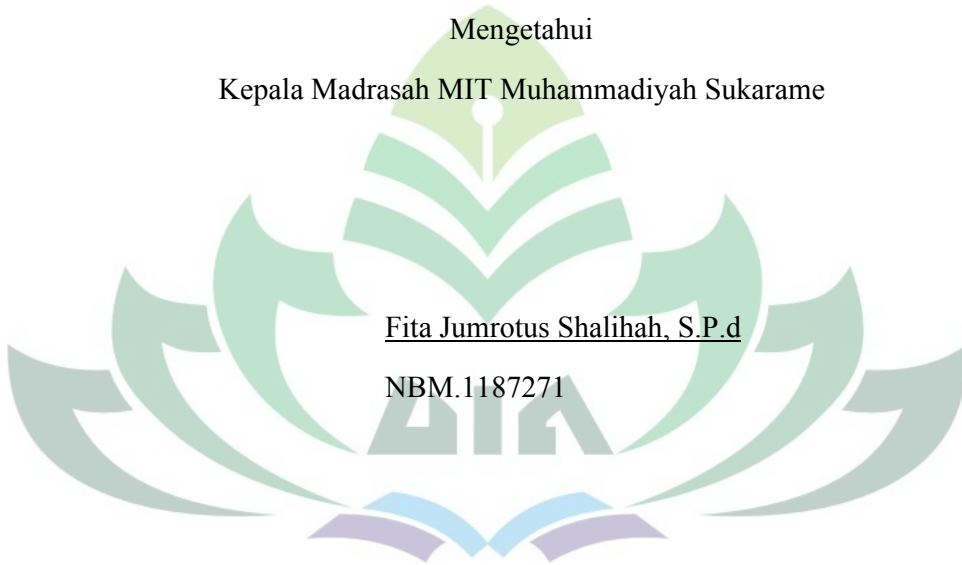 Mengetahui
Kepala Madrasah MIT Muhammadiyah Sukarame
Fita Jumrotus Shalihah, S.P.d
NBM.1187271